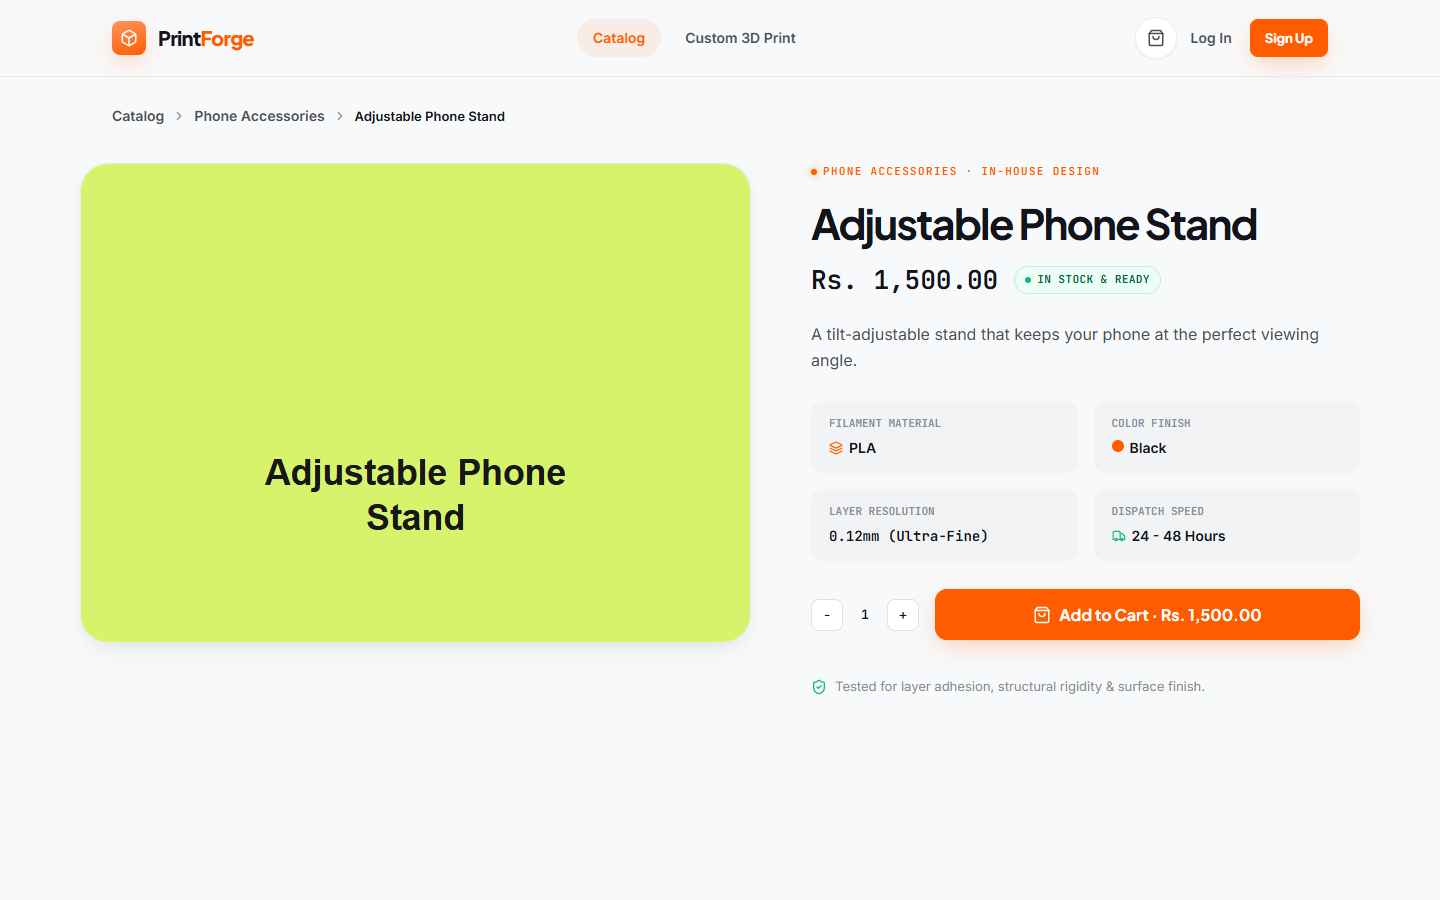 PrintForge
Catalog
Custom 3D Print
Log In
Sign Up
Catalog > Phone Accessories > Adjustable Phone Stand
Adjustable Phone
Stand
PHONE ACCESSORIES · IN-HOUSE DESIGN
Adjustable Phone Stand
Rs. 1,500.00
IN STOCK & READY
A tilt-adjustable stand that keeps your phone at the perfect viewing
angle.
FILAMENT MATERIAL
PLA
COLOR FINISH
Black
LAYER RESOLUTION
0.12mm (Ultra-Fine)
DISPATCH SPEED
24 - 48 Hours
- 1 +
Add to Cart · Rs. 1,500.00
Tested for layer adhesion, structural rigidity & surface finish.